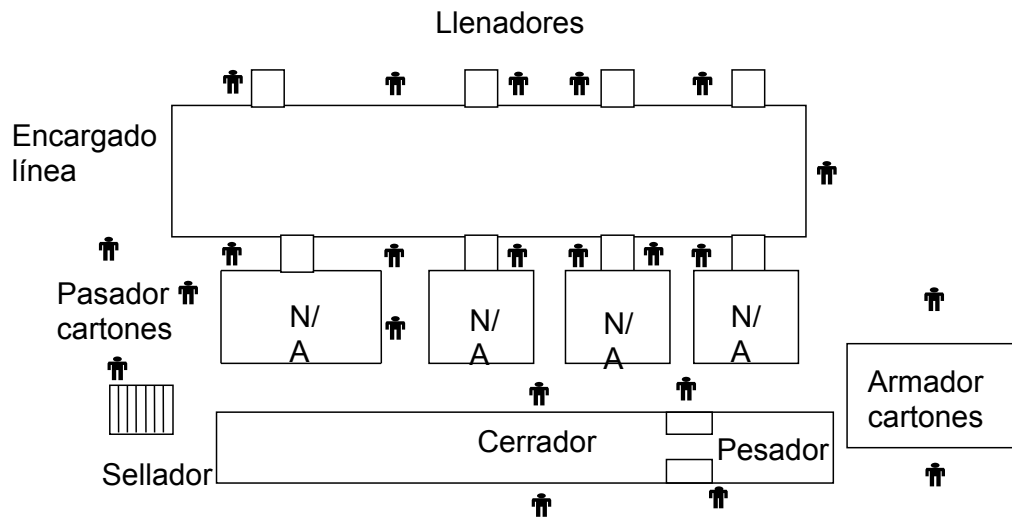 Llenadores
Encargado
línea
Pasador
cartones
N/
A
N/
A
N/
A
N/
A
Armador
cartones
Cerrador
Pesador
Sellador